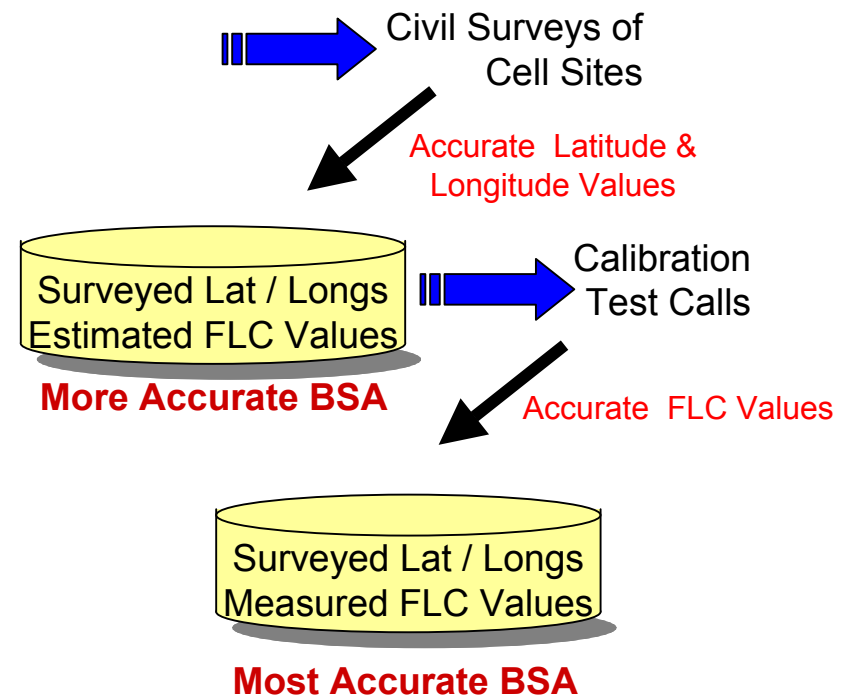 Civil Surveys of
Cell Sites
Accurate Latitude &
Longitude Values
Surveyed Lat / Longs
Estimated FLC Values
More Accurate BSA
Calibration
Test Calls
Accurate FLC Values
Surveyed Lat / Longs
Measured FLC Values
Most Accurate BSA